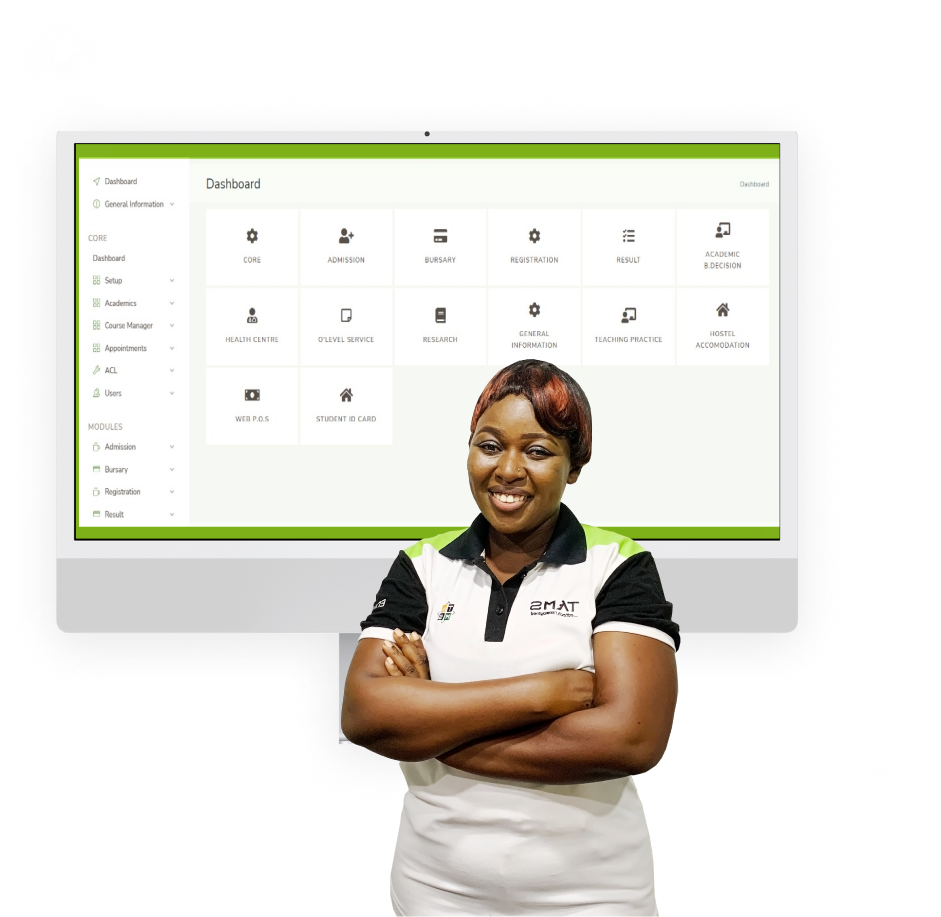 Dashboard
General Information
CORE
Dashboard
Setup
Academics
Course Manager
Appointments
ACL
Users
MODULES
Admission
Bursary
Registration
Result
Dashboard
Dashboard
CORE
ADMISSION
BURSARY
REGISTRATION
RESULT
ACADEMIC
B.DECISION
HEALTH CENTRE
O'LEVEL SERVICE
RESEARCH
GENERAL
INFORMATION
TEACHING PRACTICE
HOSTEL
ACCOMODATION
WEB P.O.S
STUDENT ID CARD
TAMS